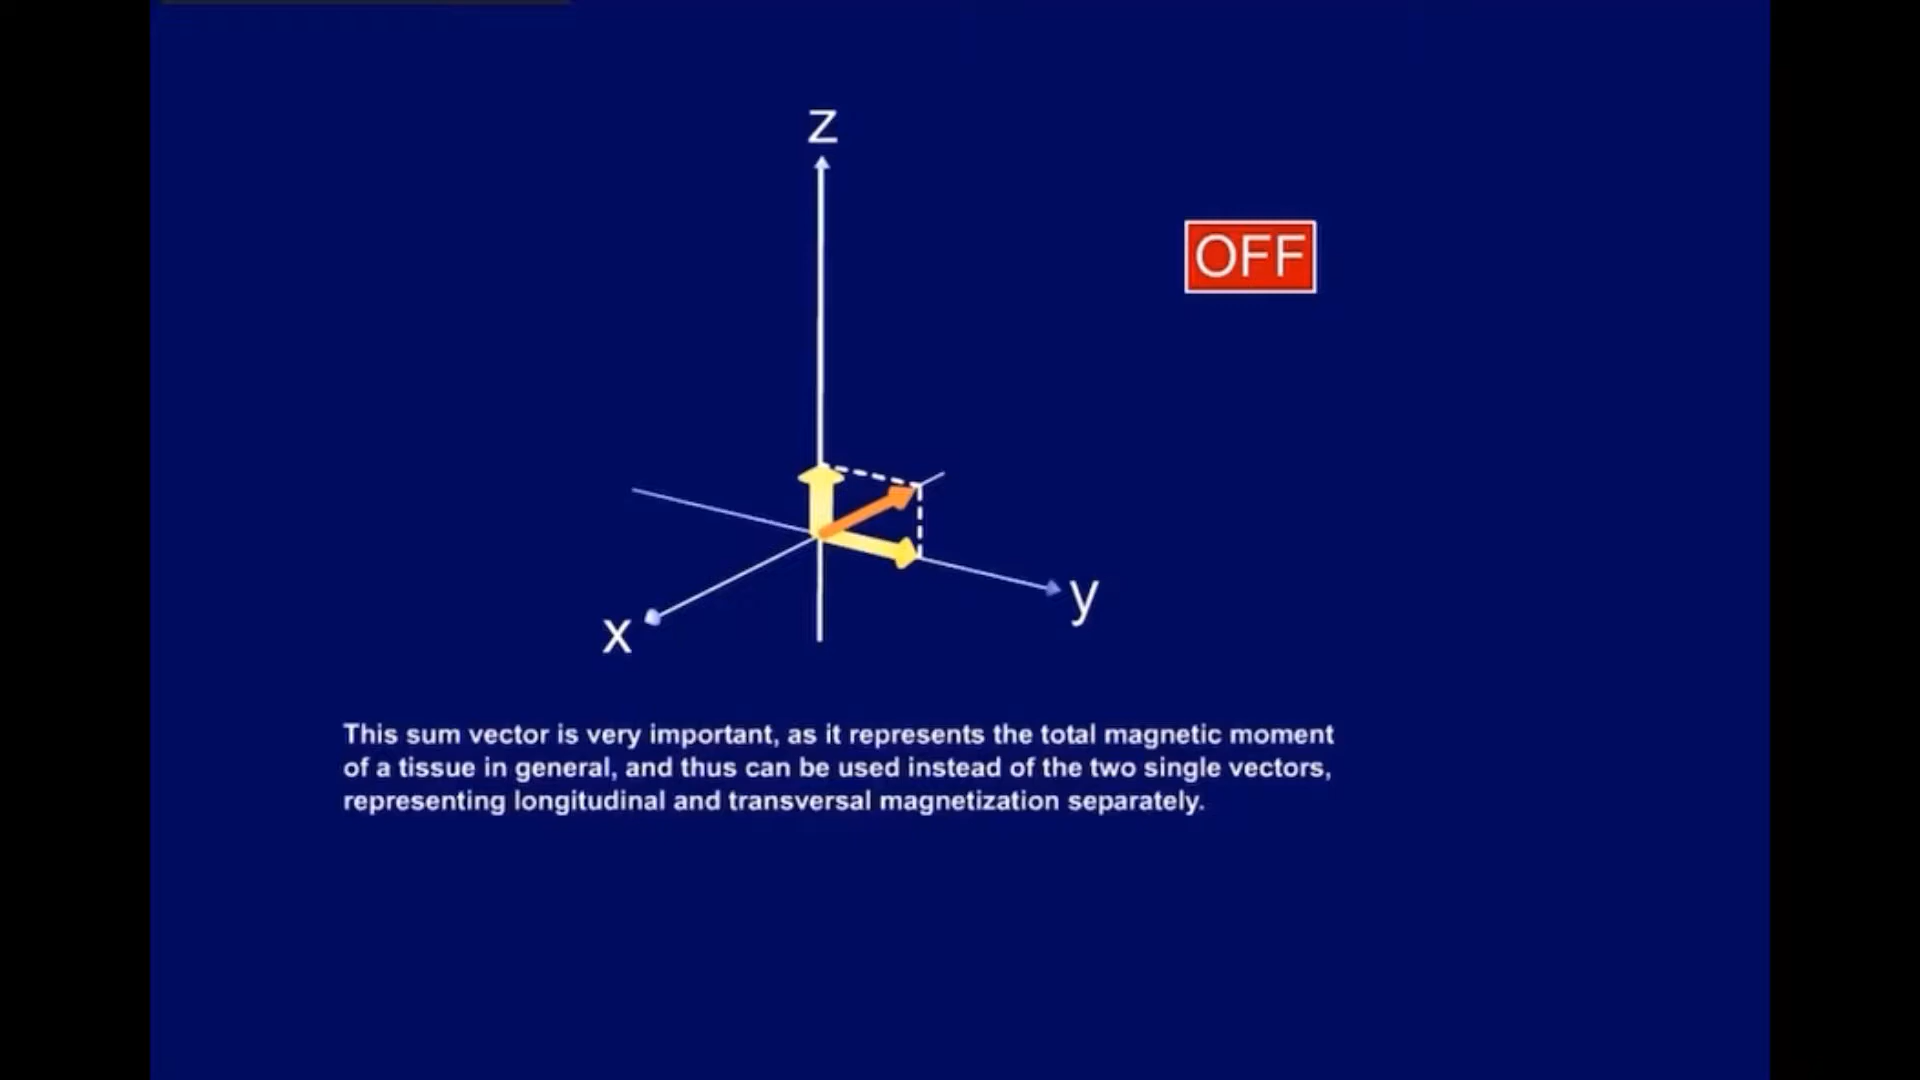 z
OFF
y
x
This sum vector is very important, as it represents the total magnetic moment
of a tissue in general, and thus can be used instead of the two single vectors,
representing longitudinal and transversal magnetization separately.